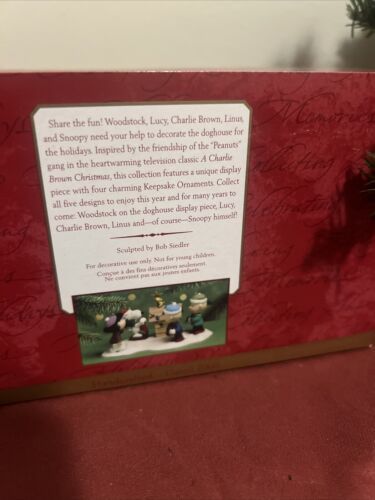 Share the fun! Woodstock, Lucy, Charlie Brown, Linus,
and Snoopy need your help to decorate the doghouse for
the holidays. Inspired by the friendship of the "Peanuts"
gang in the heartwarming television classic A Charlie
Brown Christmas, this collection features a unique display
piece with four charming Keepsake Ornaments. Collect
all five designs to enjoy this year and for many years to
come: Woodstock on the doghouse display piece, Lucy,
Charlie Brown, Linus and—of course—Snoopy himself!
Sculpted by Bob Siedler
For decorative use only. Not for young children.
Conçue à des fins décoratives seulement.
Ne convient pas aux jeunes enfants.
Memories